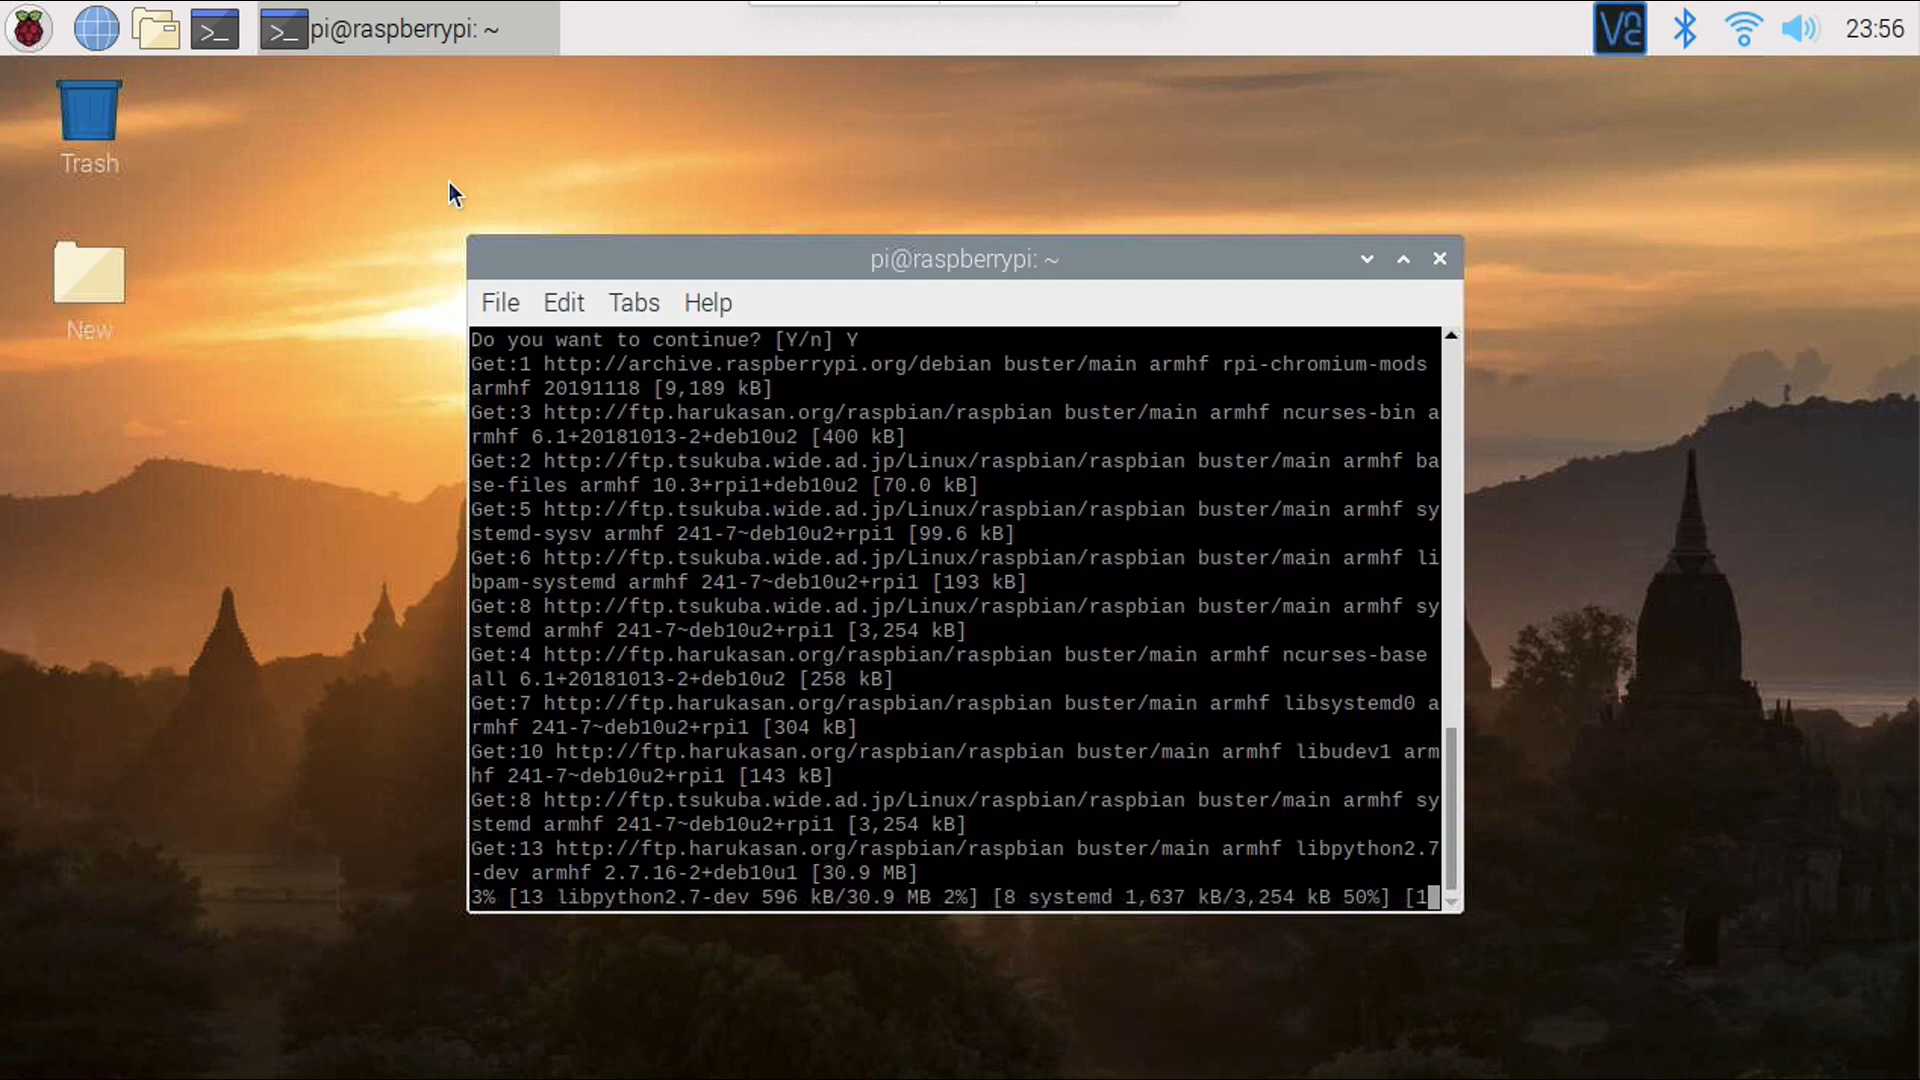 pi@raspberrypi: ~
VNC
23:56
Trash
New
pi@raspberrypi: ~
File Edit Tabs Help
Do you want to continue? [Y/n] Y
Get:1 http://archive.raspberrypi.org/debian buster/main armhf rpi-chromium-mods
armhf 20191118 [9,189 kB]
Get:3 http://ftp.harukasan.org/raspbian/raspbian buster/main armhf ncurses-bin a
rmhf 6.1+20181013-2+deb10u2 [400 kB]
Get:2 http://ftp.tsukuba.wide.ad.jp/Linux/raspbian/raspbian buster/main armhf ba
se-files armhf 10.3+rpi1+deb10u2 [70.0 kB]
Get:5 http://ftp.tsukuba.wide.ad.jp/Linux/raspbian/raspbian buster/main armhf sy
stemd-sysv armhf 241-7~deb10u2+rpi1 [99.6 kB]
Get:6 http://ftp.tsukuba.wide.ad.jp/Linux/raspbian/raspbian buster/main armhf li
bpam-systemd armhf 241-7~deb10u2+rpi1 [193 kB]
Get:8 http://ftp.tsukuba.wide.ad.jp/Linux/raspbian/raspbian buster/main armhf sy
stemd armhf 241-7~deb10u2+rpi1 [3,254 kB]
Get:4 http://ftp.harukasan.org/raspbian/raspbian buster/main armhf ncurses-base
all 6.1+20181013-2+deb10u2 [258 kB]
Get:7 http://ftp.harukasan.org/raspbian/raspbian buster/main armhf libsystemd0 a
rmhf 241-7~deb10u2+rpi1 [304 kB]
Get:10 http://ftp.harukasan.org/raspbian/raspbian buster/main armhf libudev1 arm
hf 241-7~deb10u2+rpi1 [143 kB]
Get:8 http://ftp.tsukuba.wide.ad.jp/Linux/raspbian/raspbian buster/main armhf sy
stemd armhf 241-7~deb10u2+rpi1 [3,254 kB]
Get:13 http://ftp.harukasan.org/raspbian/raspbian buster/main armhf libpython2.7
-dev armhf 2.7.16-2+deb10u1 [30.9 MB]
3% [13 libpython2.7-dev 596 kB/30.9 MB 2%] [8 systemd 1,637 kB/3,254 kB 50%] [1